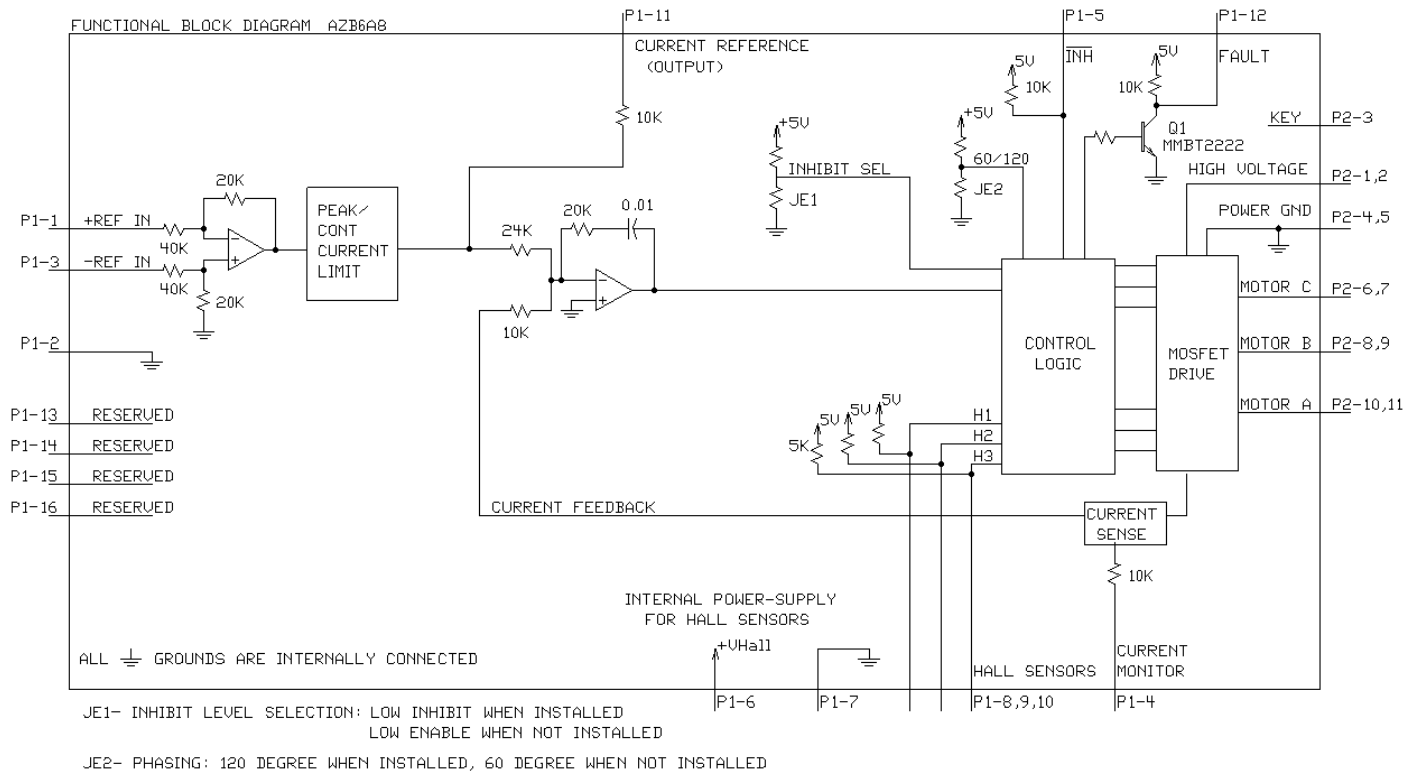 FUNCTIONAL BLOCK DIAGRAM AZB6A8
P1-11
P1-5
P1-12
CURRENT REFERENCE
(OUTPUT)
5V
INH
10K
5V
FAULT
10K
10K
+5V
+5V
Q1
MMBT2222
KEY
P2-3
60/120
INHIBIT SEL
JE1
JE2
HIGH VOLTAGE
P2-1,2
POWER GND
P2-4,5
20K
P1-1
+REF IN
40K
-
+
PEAK/
CONT
CURRENT
LIMIT
24K
20K
0.01
P1-3
-REF IN
40K
20K
10K
-
+
MOTOR C
P2-6,7
P1-2
CONTROL
LOGIC
MOSFET
DRIVE
MOTOR B
P2-8,9
MOTOR A
P2-10,11
P1-13
RESERVED
P1-14
RESERVED
P1-15
RESERVED
P1-16
RESERVED
5V
5V
5V
5K
H1
H2
H3
CURRENT FEEDBACK
CURRENT
SENSE
10K
INTERNAL POWER-SUPPLY
FOR HALL SENSORS
+VHall
ALL GROUNDS ARE INTERNALLY CONNECTED
HALL SENSORS
CURRENT
MONITOR
P1-6
P1-7
P1-8,9,10
P1-4
JE1- INHIBIT LEVEL SELECTION: LOW INHIBIT WHEN INSTALLED
LOW ENABLE WHEN NOT INSTALLED
JE2- PHASING: 120 DEGREE WHEN INSTALLED, 60 DEGREE WHEN NOT INSTALLED